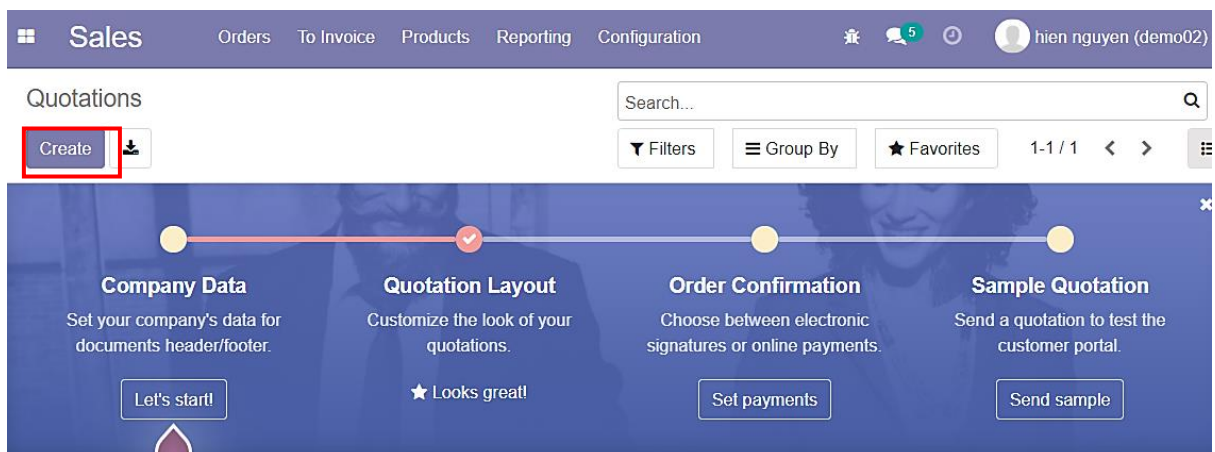 Sales Orders To Invoice Products Reporting Configuration 5 hien nguyen (demo02)
Quotations
Search...
Create
Filters Group By Favorites 1-1 / 1
Company Data
Set your company's data for
documents header/footer.
Let's start!
Quotation Layout
Customize the look of your
quotations.
Looks great!
Order Confirmation
Choose between electronic
signatures or online payments.
Set payments
Sample Quotation
Send a quotation to test the
customer portal.
Send sample